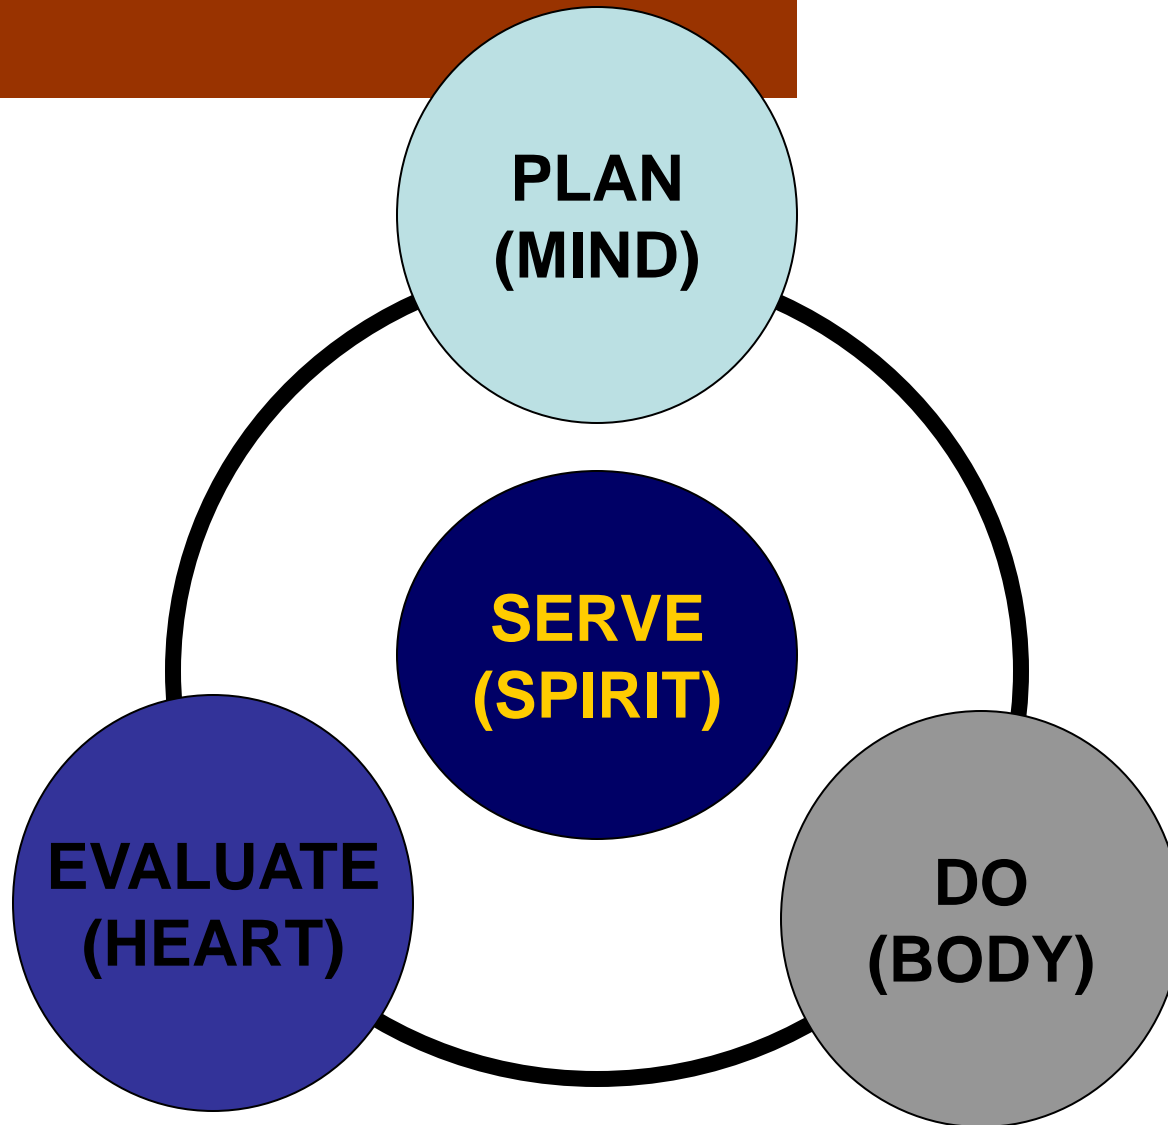 PLAN
(MIND)
SERVE
(SPIRIT)
EVALUATE
(HEART)
DO
(BODY)